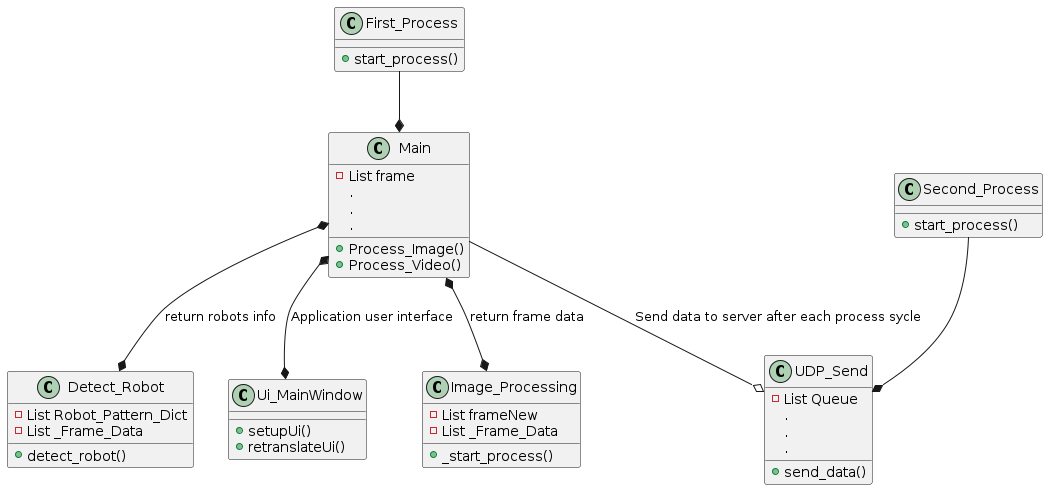 C First_Process
start_process()
C Main
List frame
.
.
.
Process_Image()
Process_Video()
C Second_Process
start_process()
return robots info
Application user interface
return frame data
Send data to server after each process sycle
C Detect_Robot
List Robot_Pattern_Dict
List _Frame_Data
detect_robot()
C Ui_MainWindow
setupUi()
retranslateUi()
C Image_Processing
List frameNew
List _Frame_Data
_start_process()
C UDP_Send
List Queue
.
.
.
send_data()